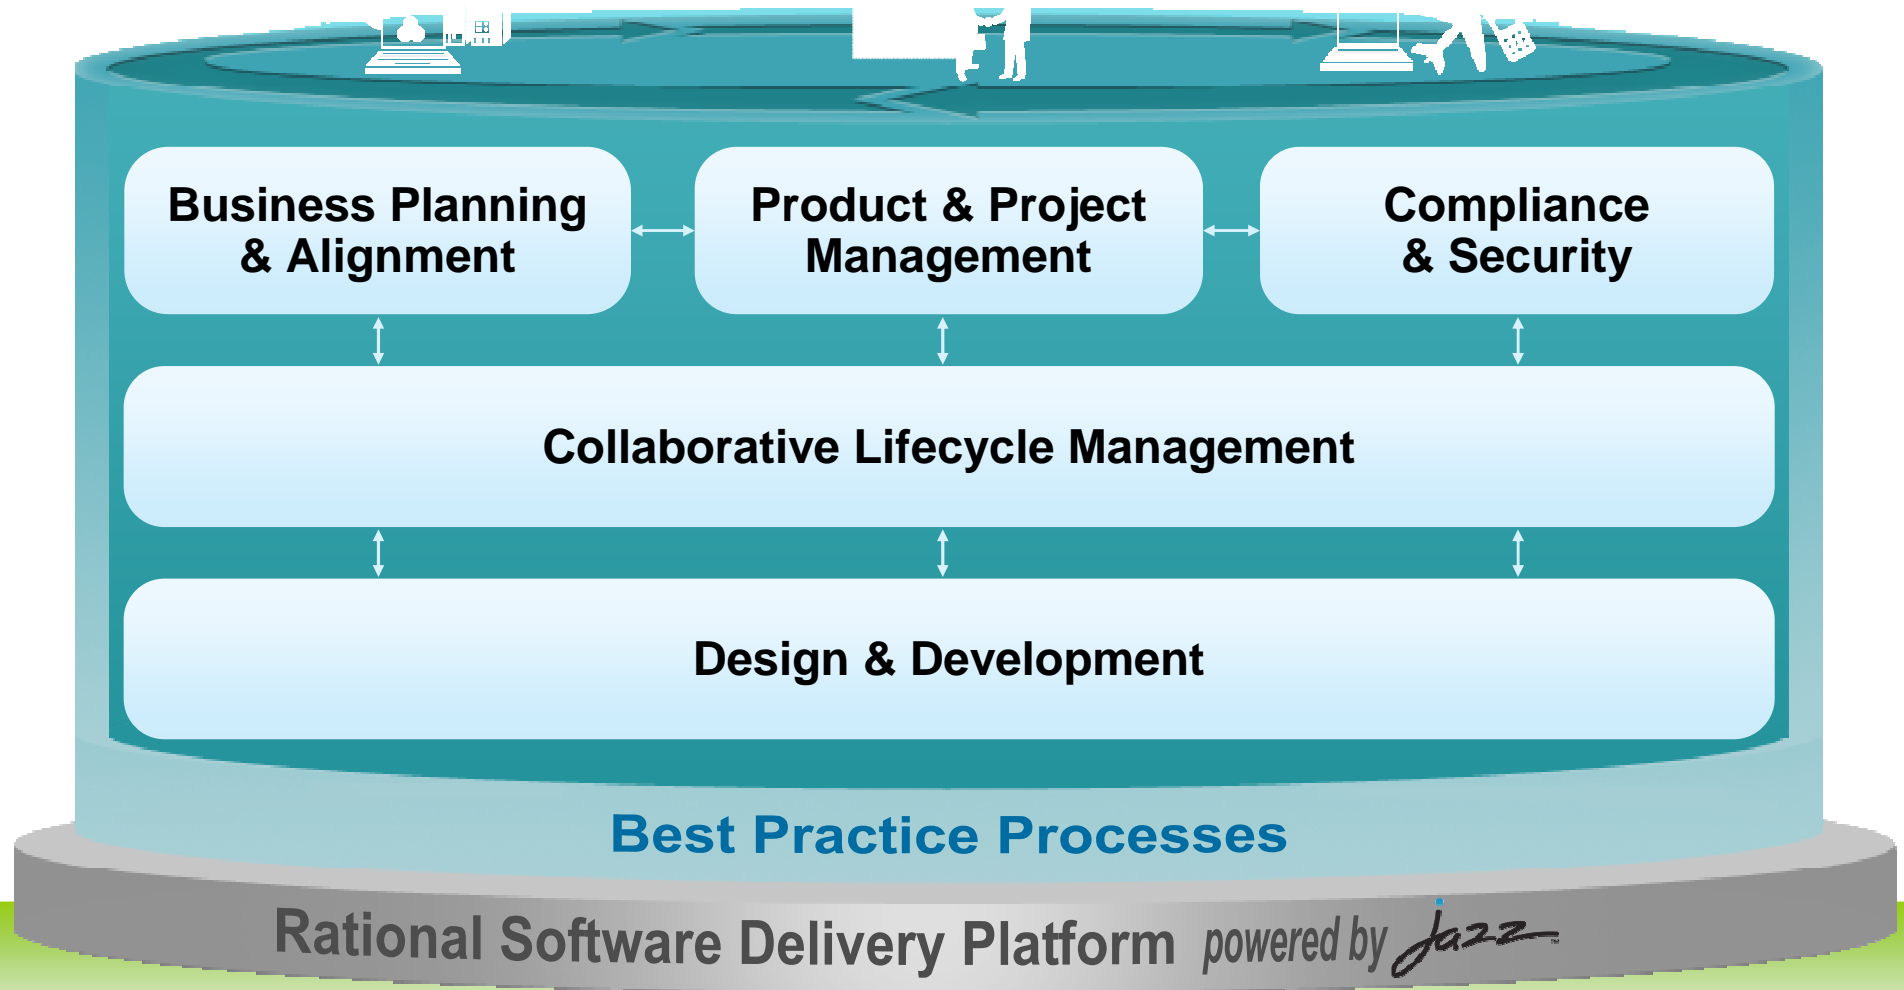 Business Planning
& Alignment
Product & Project
Management
Compliance
& Security
Collaborative Lifecycle Management
Design & Development
Best Practice Processes
Rational Software Delivery Platform powered by jazz™